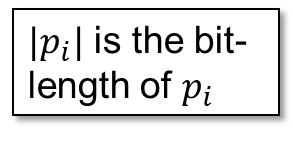 |𝑝ᵢ| is the bit-
length of 𝑝ᵢ